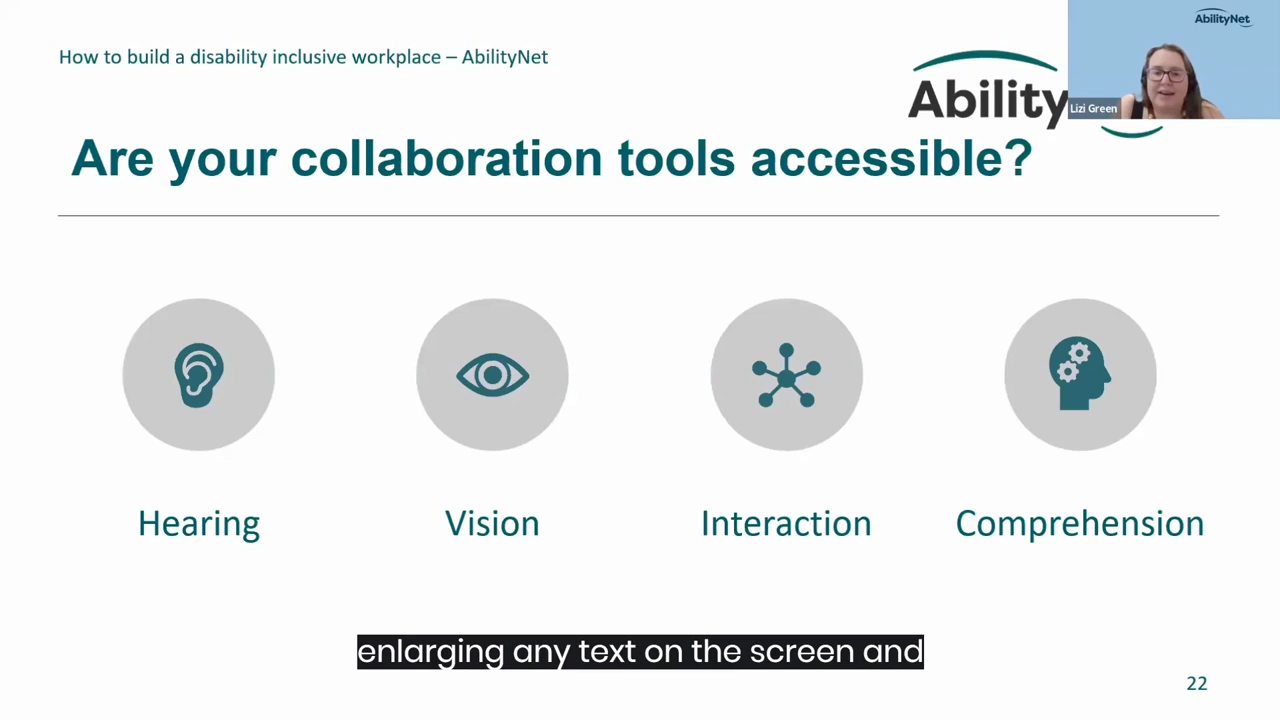 How to build a disability inclusive workplace – AbilityNet
AbilityNet
Ability
Lizi Green
Are your collaboration tools accessible?
Hearing
Vision
Interaction
Comprehension
enlarging any text on the screen and
22